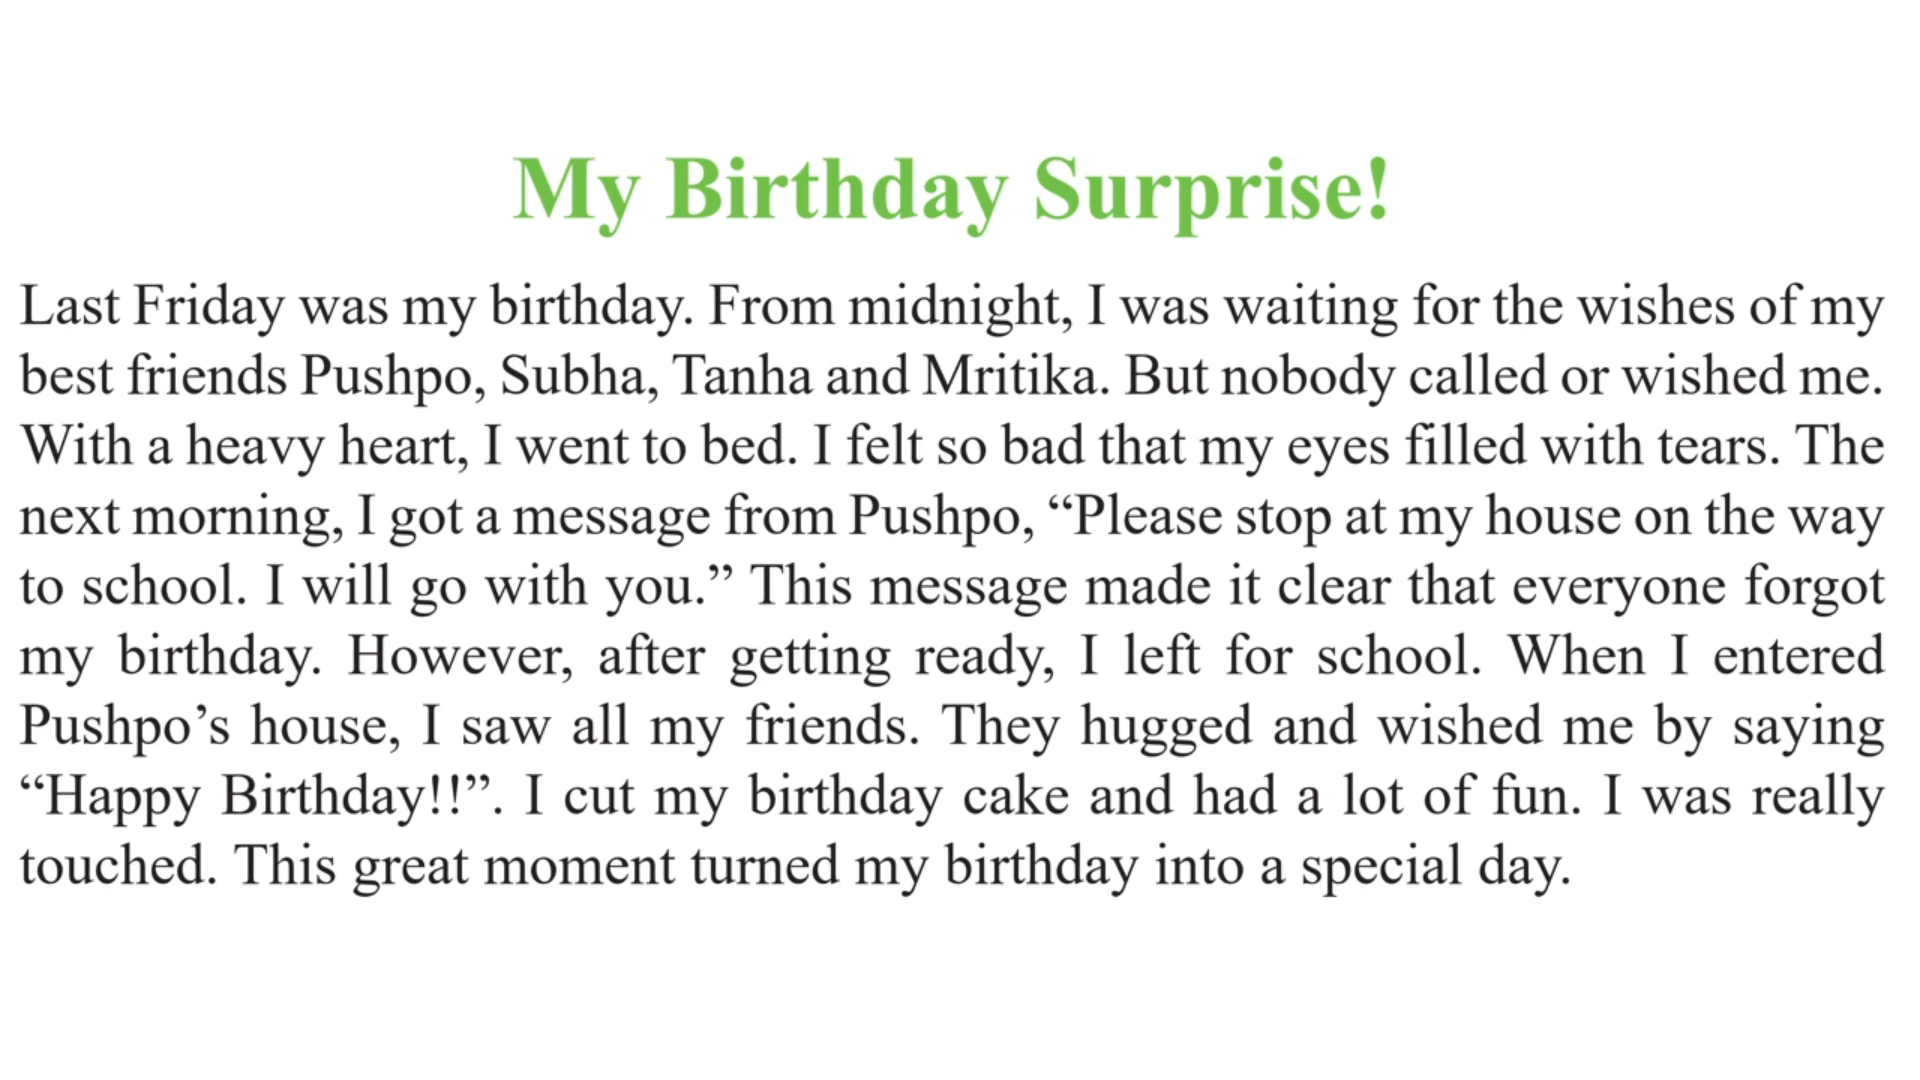 My Birthday Surprise!
Last Friday was my birthday. From midnight, I was waiting for the wishes of my
best friends Pushpo, Subha, Tanha and Mritika. But nobody called or wished me.
With a heavy heart, I went to bed. I felt so bad that my eyes filled with tears. The
next morning, I got a message from Pushpo, “Please stop at my house on the way
to school. I will go with you.” This message made it clear that everyone forgot
my birthday. However, after getting ready, I left for school. When I entered
Pushpo’s house, I saw all my friends. They hugged and wished me by saying
“Happy Birthday!!”. I cut my birthday cake and had a lot of fun. I was really
touched. This great moment turned my birthday into a special day.